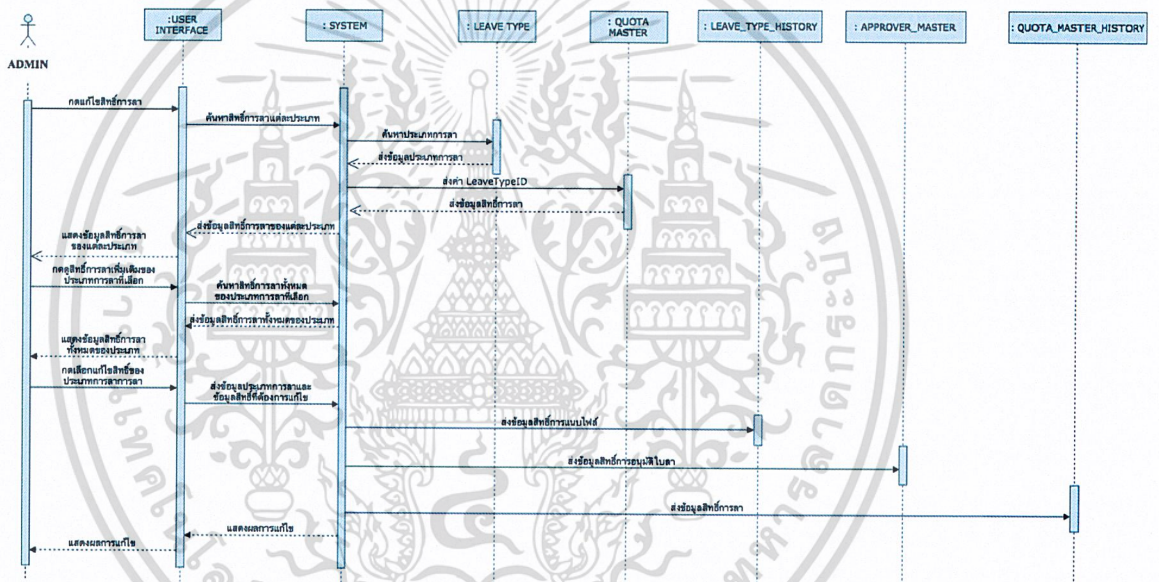 :USER
INTERFACE
: SYSTEM
: LEAVE TYPE
: QUOTA
MASTER
: LEAVE_TYPE_HISTORY
: APPROVER_MASTER
: QUOTA_MASTER_HISTORY
ADMIN
กดแก้ไขสิทธิ์การลา
ค้นหาสิทธิ์การลาแต่ละประเภท
ค้นหาประเภทการลา
ส่งข้อมูลประเภทการลา
ส่งค่า LeaveTypeID
ส่งข้อมูลสิทธิ์การลา
ส่งข้อมูลสิทธิ์การลาของแต่ละประเภท
แสดงข้อมูลสิทธิ์การลา
ของแต่ละประเภท
กดดูสิทธิ์การลาเพิ่มเติมของ
ประเภทการลาที่เลือก
ค้นหาสิทธิ์การลาทั้งหมด
ของประเภทการลาที่เลือก
ส่งข้อมูลสิทธิ์การลาทั้งหมดของประเภท
แสดงข้อมูลสิทธิ์การลา
ทั้งหมดของประเภท
กดเลือกแก้ไขสิทธิ์ของ
ประเภทการลาการลา
ส่งข้อมูลประเภทการลาและ
ข้อมูลสิทธิ์ที่ต้องการแก้ไข
ส่งข้อมูลสิทธิ์การแนบไฟล์
ส่งข้อมูลสิทธิ์การอนุมัติใบลา
ส่งข้อมูลสิทธิ์การลา
แสดงผลการแก้ไข
แสดงผลการแก้ไข